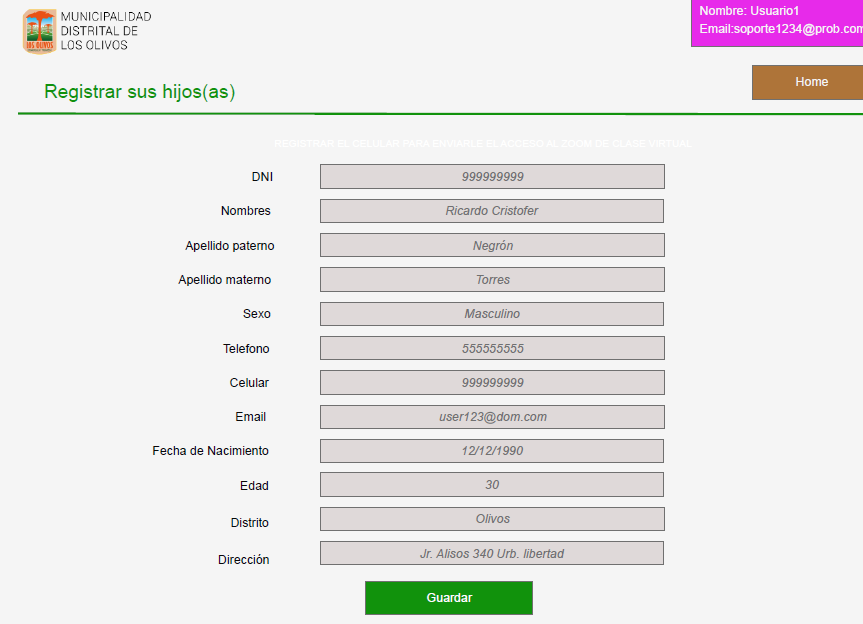 MUNICIPALIDAD
DISTRITAL DE
LOS OLIVOS
LOS OLIVOS
Nombre: Usuario1
Email:soporte1234@prob.com
Home
Registrar sus hijos(as)
REGISTRAR EL CELULAR PARA ENVIARLE EL ACCESO AL ZOOM DE CLASE VIRTUAL
DNI 999999999
Nombres Ricardo Cristofer
Apellido paterno Negrón
Apellido materno Torres
Sexo Masculino
Telefono 555555555
Celular 999999999
Email user123@dom.com
Fecha de Nacimiento 12/12/1990
Edad 30
Distrito Olivos
Dirección Jr. Alisos 340 Urb. libertad
Guardar